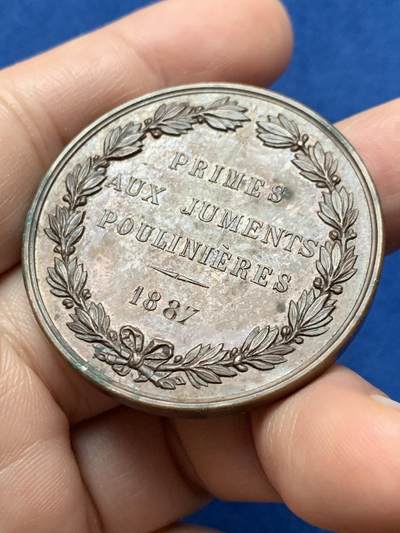 PRIMES
AUX JUMENTS
POULINIÈRES
1887